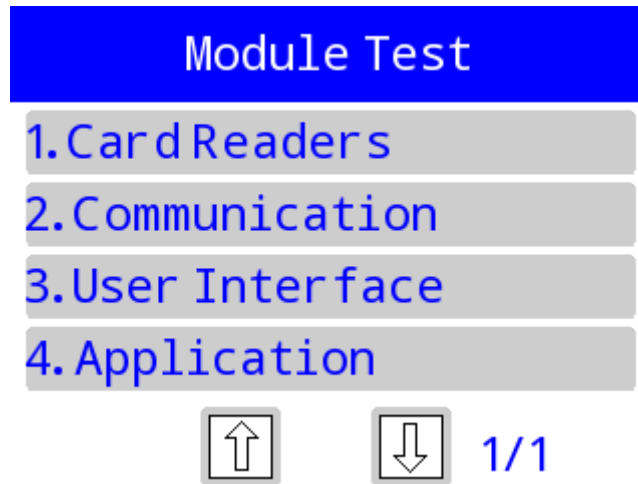 Module Test
1.Card Readers
2.Communication
3.User Interface
4.Application
1/1